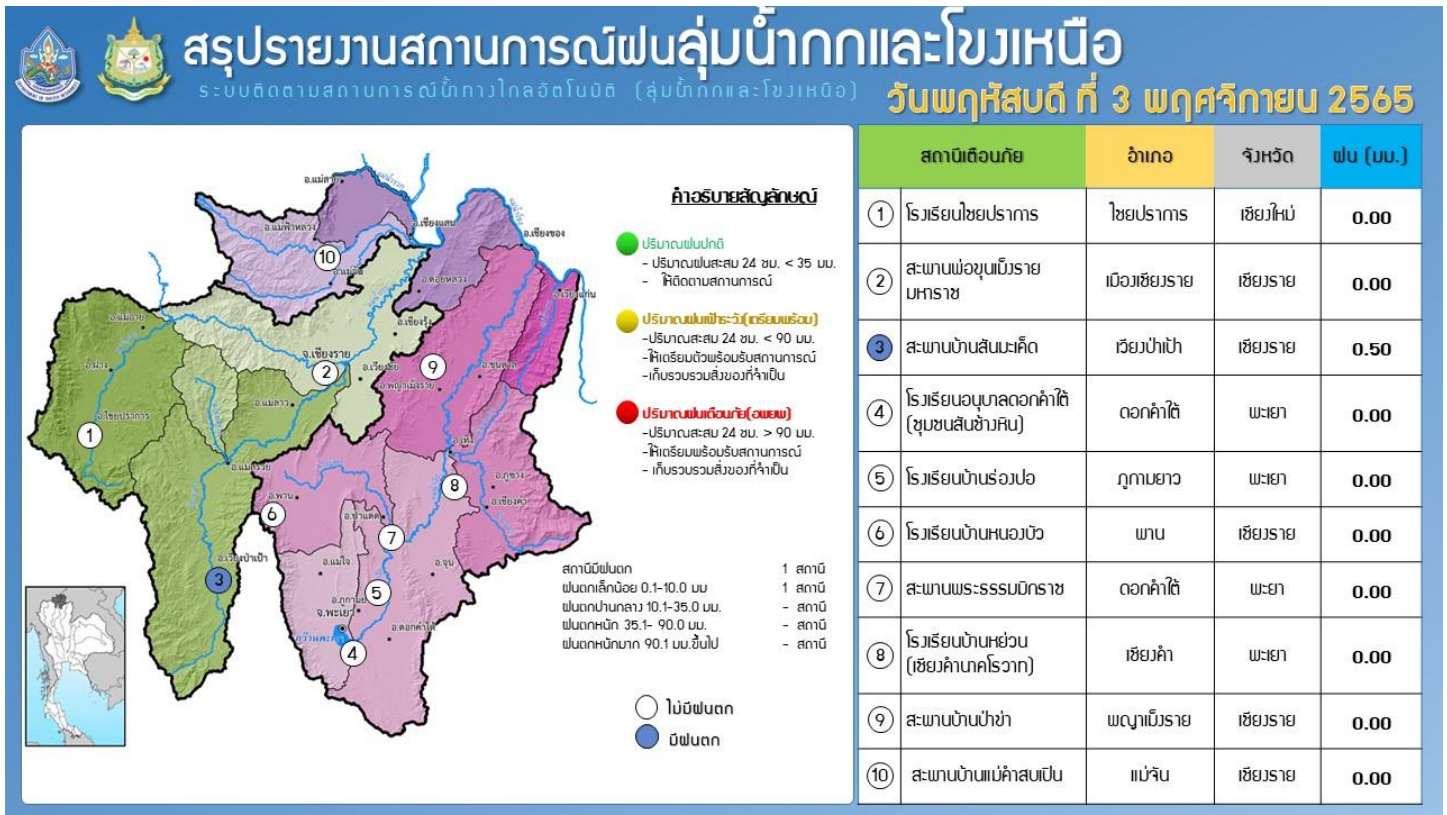 สรุปรายงานสถานการณ์ฝนลุ่มน้ำกกและโขงเหนือ
ระบบติดตามสถานการณ์น้ำทางไกลอัตโนมัติ (ลุ่มน้ำกกและโขงเหนือ)
วันพฤหัสบดี ที่ 3 พฤศจิกายน 2565
สถานีเตือนภัย อำเภอ จังหวัด ฝน (มม.)
1 โรงเรียนไชยปราการ ไชยปราการ เชียงใหม่ 0.00
2 สะพานพ่อขุนเม็งราย
มหาราช เมืองเชียงราย เชียงราย 0.00
3 สะพานบ้านสันมะเค็ด เวียงป่าเป้า เชียงราย 0.50
4 โรงเรียนอนุบาลดอกคำใต้
(ชุมชนสันช้างหิน) ดอกคำใต้ พะเยา 0.00
5 โรงเรียนบ้านร่องปอ ภูกามยาว พะเยา 0.00
6 โรงเรียนบ้านหนองบัว พาน เชียงราย 0.00
7 สะพานพระธรรมมิกราช ดอกคำใต้ พะเยา 0.00
8 โรงเรียนบ้านหย่วน
(เชียงคำนาคโรวาท) เชียงคำ พะเยา 0.00
9 สะพานบ้านป่าข่า พญาเม็งราย เชียงราย 0.00
10 สะพานบ้านแม่คำสบเปิน แม่จัน เชียงราย 0.00
คำอธิบายสัญลักษณ์
ปริมาณฝนปกติ
- ปริมาณฝนสะสม 24 ชม. < 35 มม.
- ให้ติดตามสถานการณ์
ปริมาณฝนเฝ้าระวัง(เตรียมพร้อม)
-ปริมาณสะสม 24 ชม. < 90 มม.
-ให้เตรียมตัวพร้อมรับสถานการณ์
-เก็บรวบรวมสิ่งของที่จำเป็น
ปริมาณฝนเตือนภัย(อพยพ)
-ปริมาณสะสม 24 ชม. > 90 มม.
-ให้เตรียมพร้อมรับสถานการณ์
- เก็บรวบรวมสิ่งของที่จำเป็น
สถานีมีฝนตก 1 สถานี
ฝนตกเล็กน้อย 0.1-10.0 มม 1 สถานี
ฝนตกปานกลาง 10.1-35.0 มม. - สถานี
ฝนตกหนัก 35.1- 90.0 มม. - สถานี
ฝนตกหนักมาก 90.1 มม.ขึ้นไป - สถานี
ไม่มีฝนตก
มีฝนตก
อ.แม่สาย
อ.แม่ฟ้าหลวง
อ.เชียงแสน
อ.เชียงของ
10
อ.ดอยหลวง
อ.เวียงแก่น
อ.แม่อาย
อ.เชียงรุ้ง
อ.ฝาง
จ.เชียงราย
2
9
อ.ขุนตาล
อ.พญาเม็งราย
อ.ไชยปราการ
อ.แม่ลาว
1
อ.เทิง
อ.แม่สรวย
8
อ.ภูซาง
อ.เชียงคำ
อ.พาน
6
อ.ป่าแดด
7
อ.เวียงป่าเป้า
3
อ.แม่ใจ
อ.จุน
5
จ.พะเยา
อ.ดอกคำใต้
4